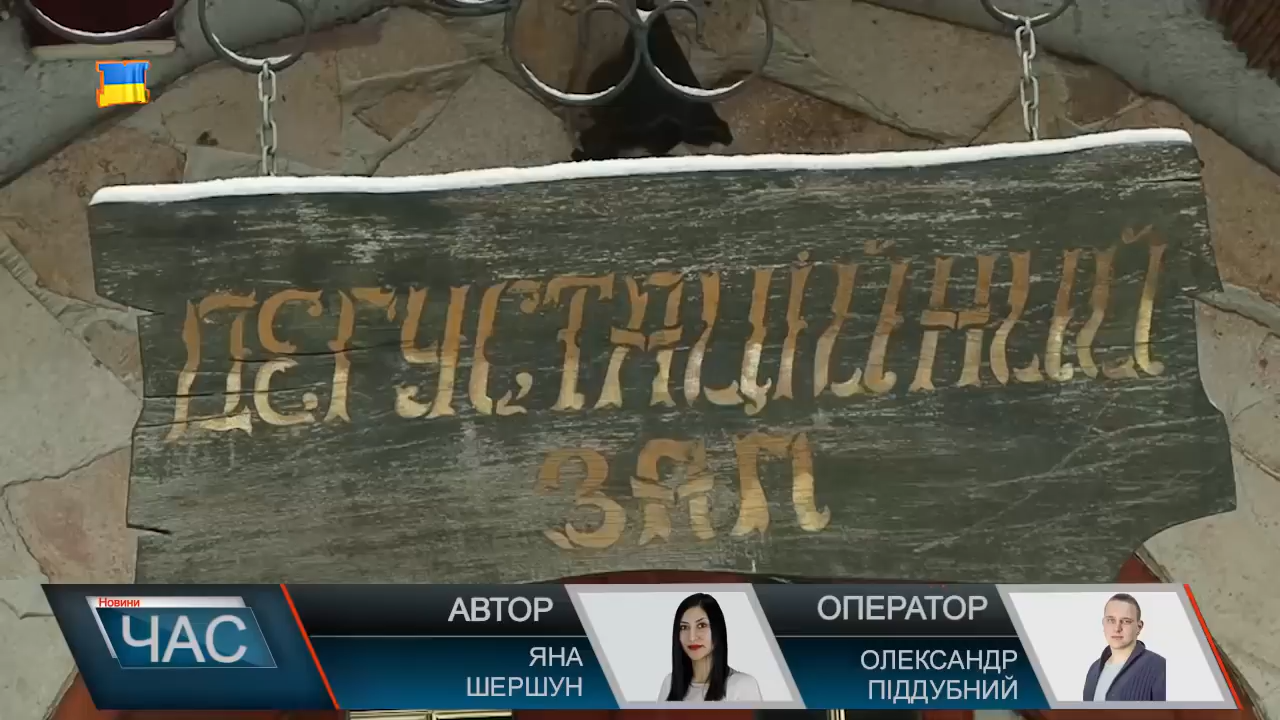 ДЕГУСТАЦІЙНИЙ
ЗАЛ
Новини
ЧАС
АВТОР
ЯНА
ШЕРШУН
ОПЕРАТОР
ОЛЕКСАНДР
ПІДДУБНИЙ